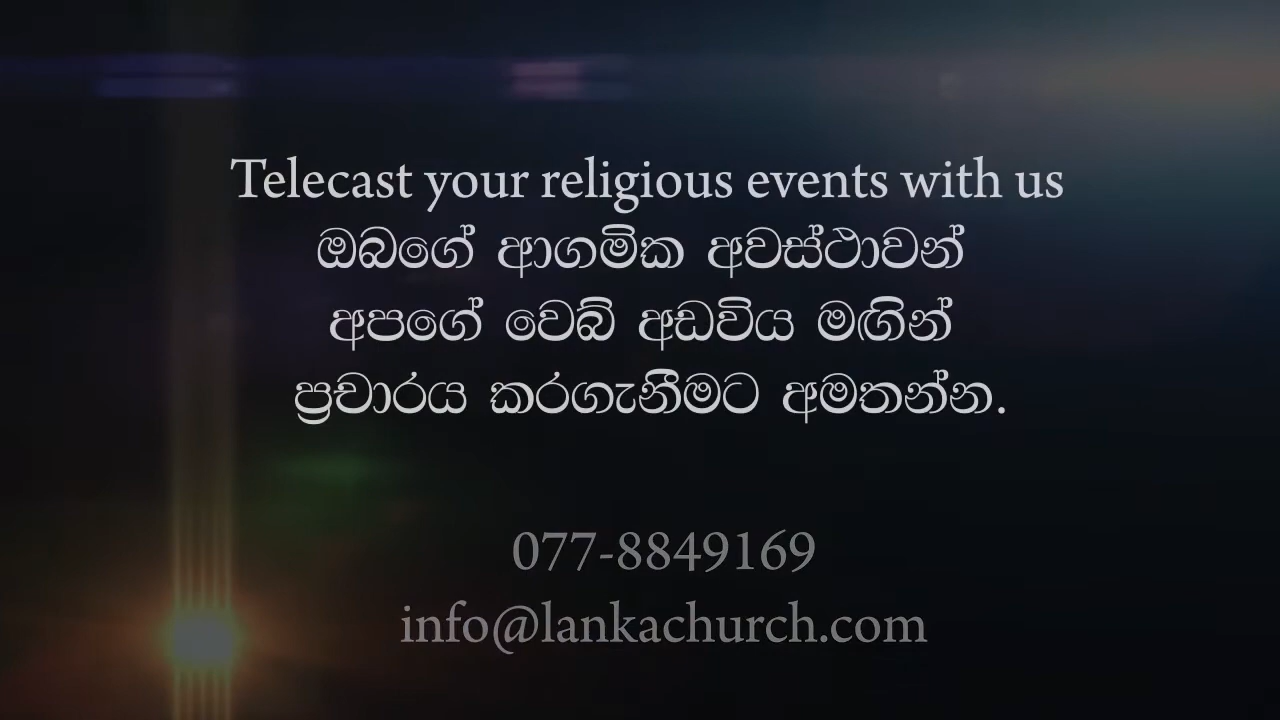 Telecast your religious events with us
ඔබගේ ආගමික අවස්ථාවන්
අපගේ වෙබ් අඩවිය මඟින්
ප්‍රචාරය කරගැනීමට අමතන්න.
077-8849169
info@lankachurch.com